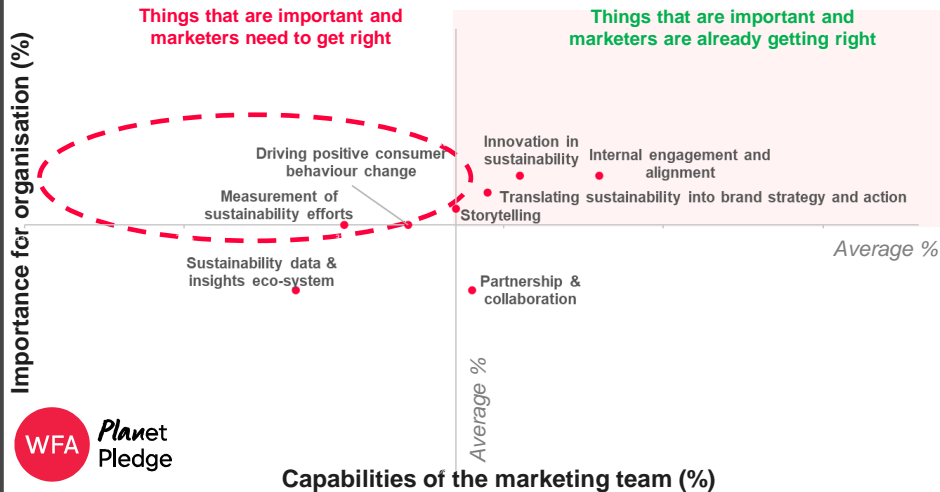 Things that are important and
marketers need to get right
Things that are important and
marketers are already getting right
Importance for organisation (%)
Driving positive consumer
behaviour change
Innovation in
sustainability
Internal engagement and
alignment
Translating sustainability into brand strategy and action
Measurement of
sustainability efforts
Storytelling
Average %
Sustainability data &
insights eco-system
Partnership &
collaboration
Average %
WFA
Planet
Pledge
Capabilities of the marketing team (%)